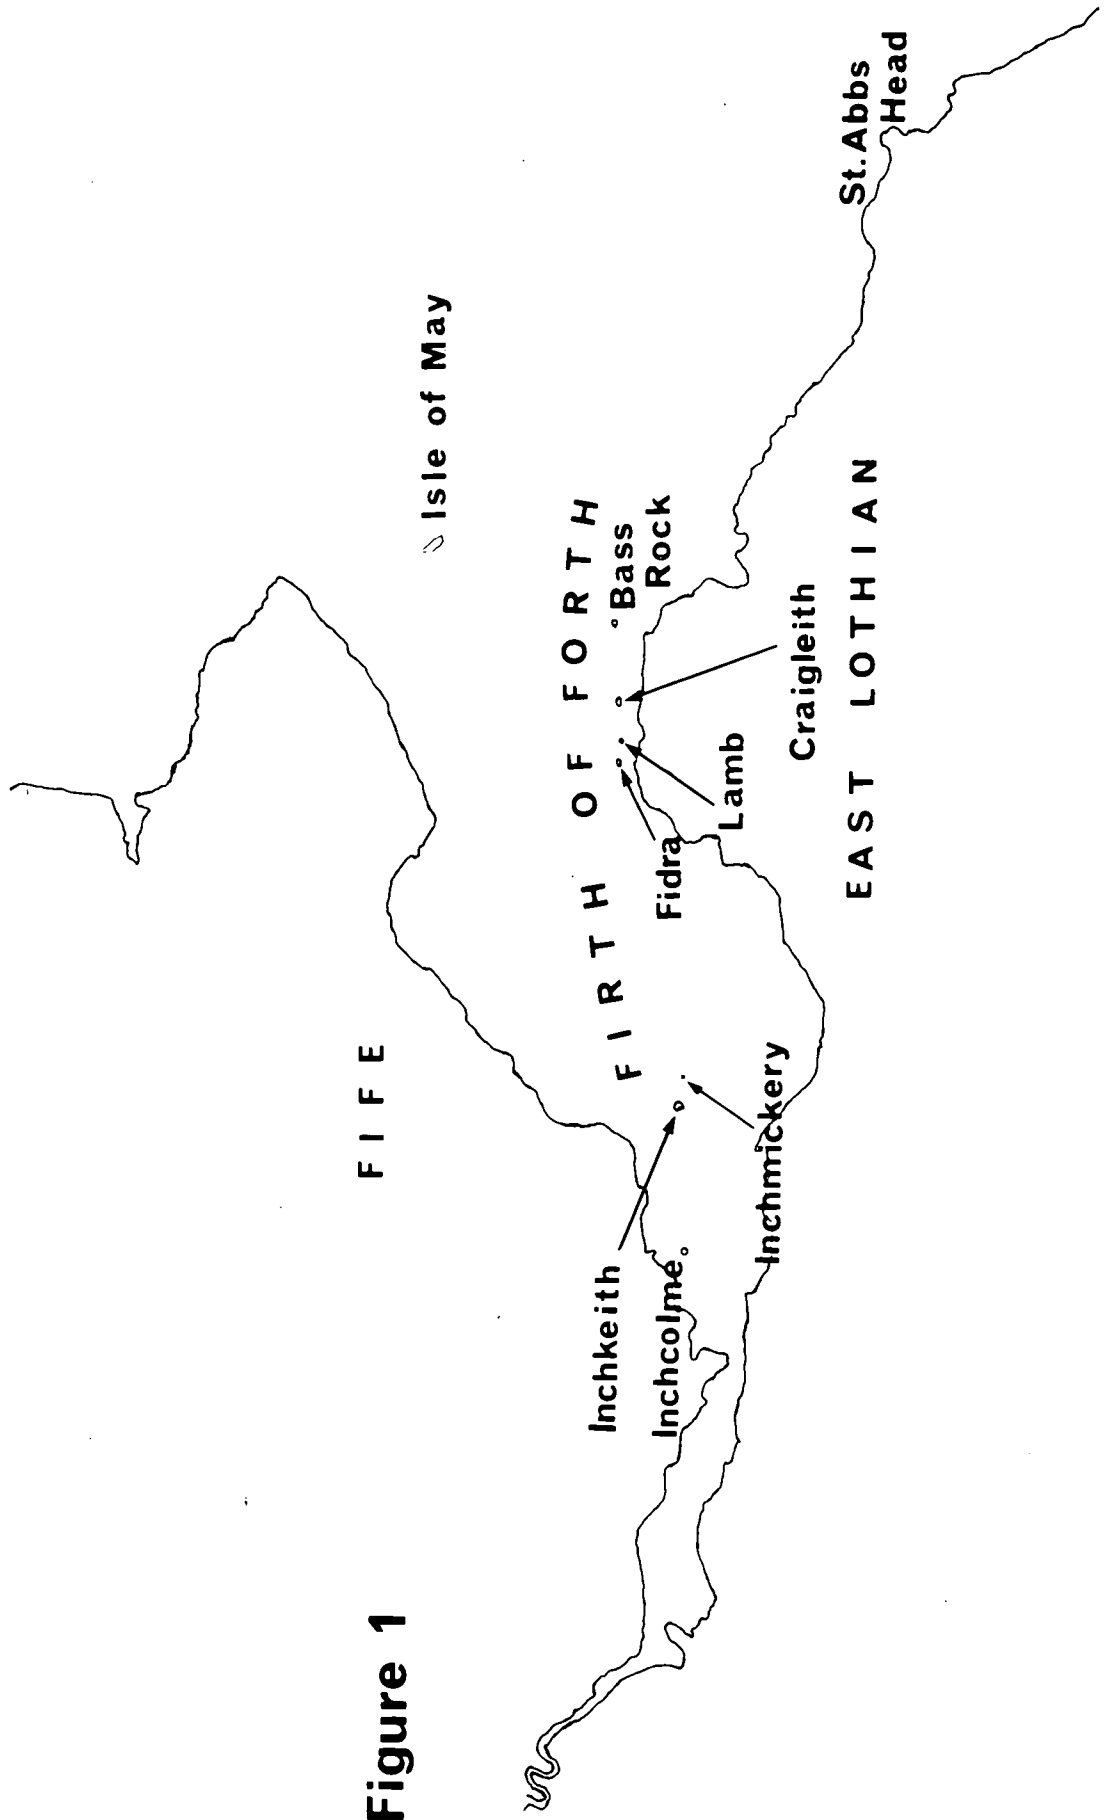 Figure 1
FIFE
Isle of May
FIRTH OF FORTH
Bass
Rock
Inchkeith
Inchcolme
Fidra
Lamb
Inchmickery
Craigleith
EAST LOTHIAN
St. Abbs
Head